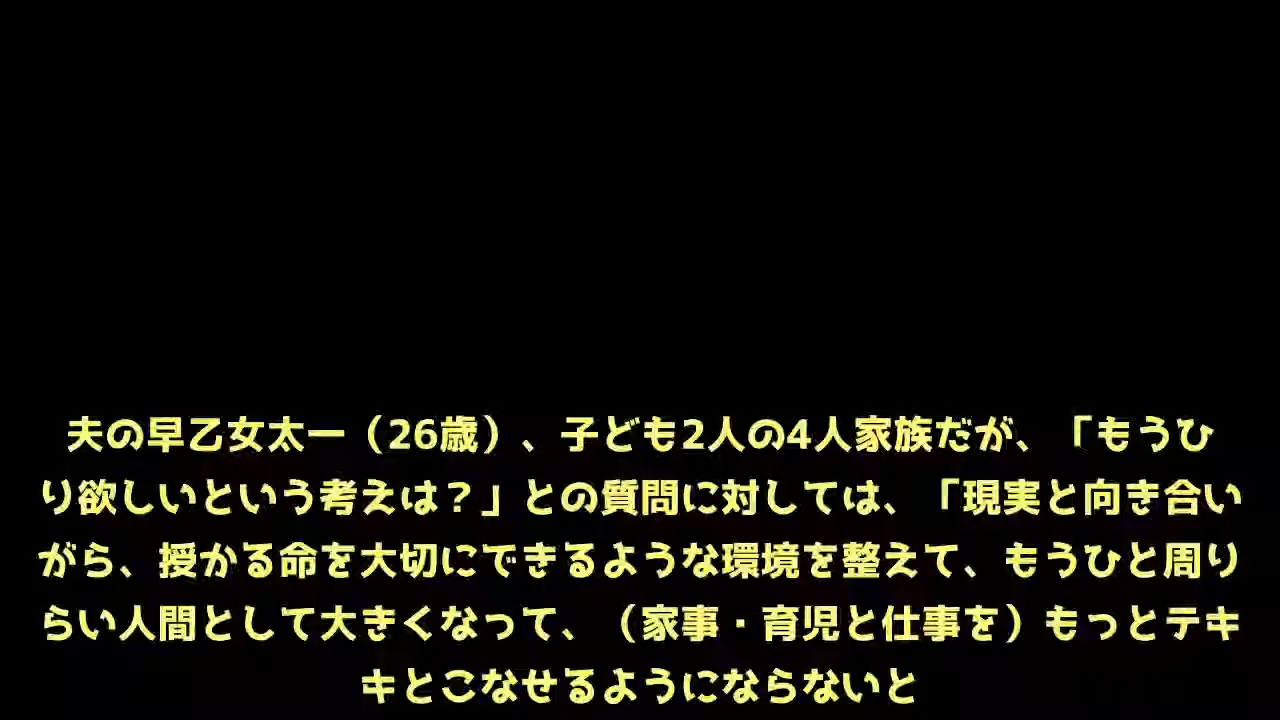 夫の早乙女太一（26歳）、子ども2人の4人家族だが、「もうひ
り欲しいという考えは？」との質問に対しては、「現実と向き合い
がら、授かる命を大切にできるような環境を整えて、もうひと周り
らい人間として大きくなって、（家事・育児と仕事を）もっとテキ
キとこなせるようにならないと